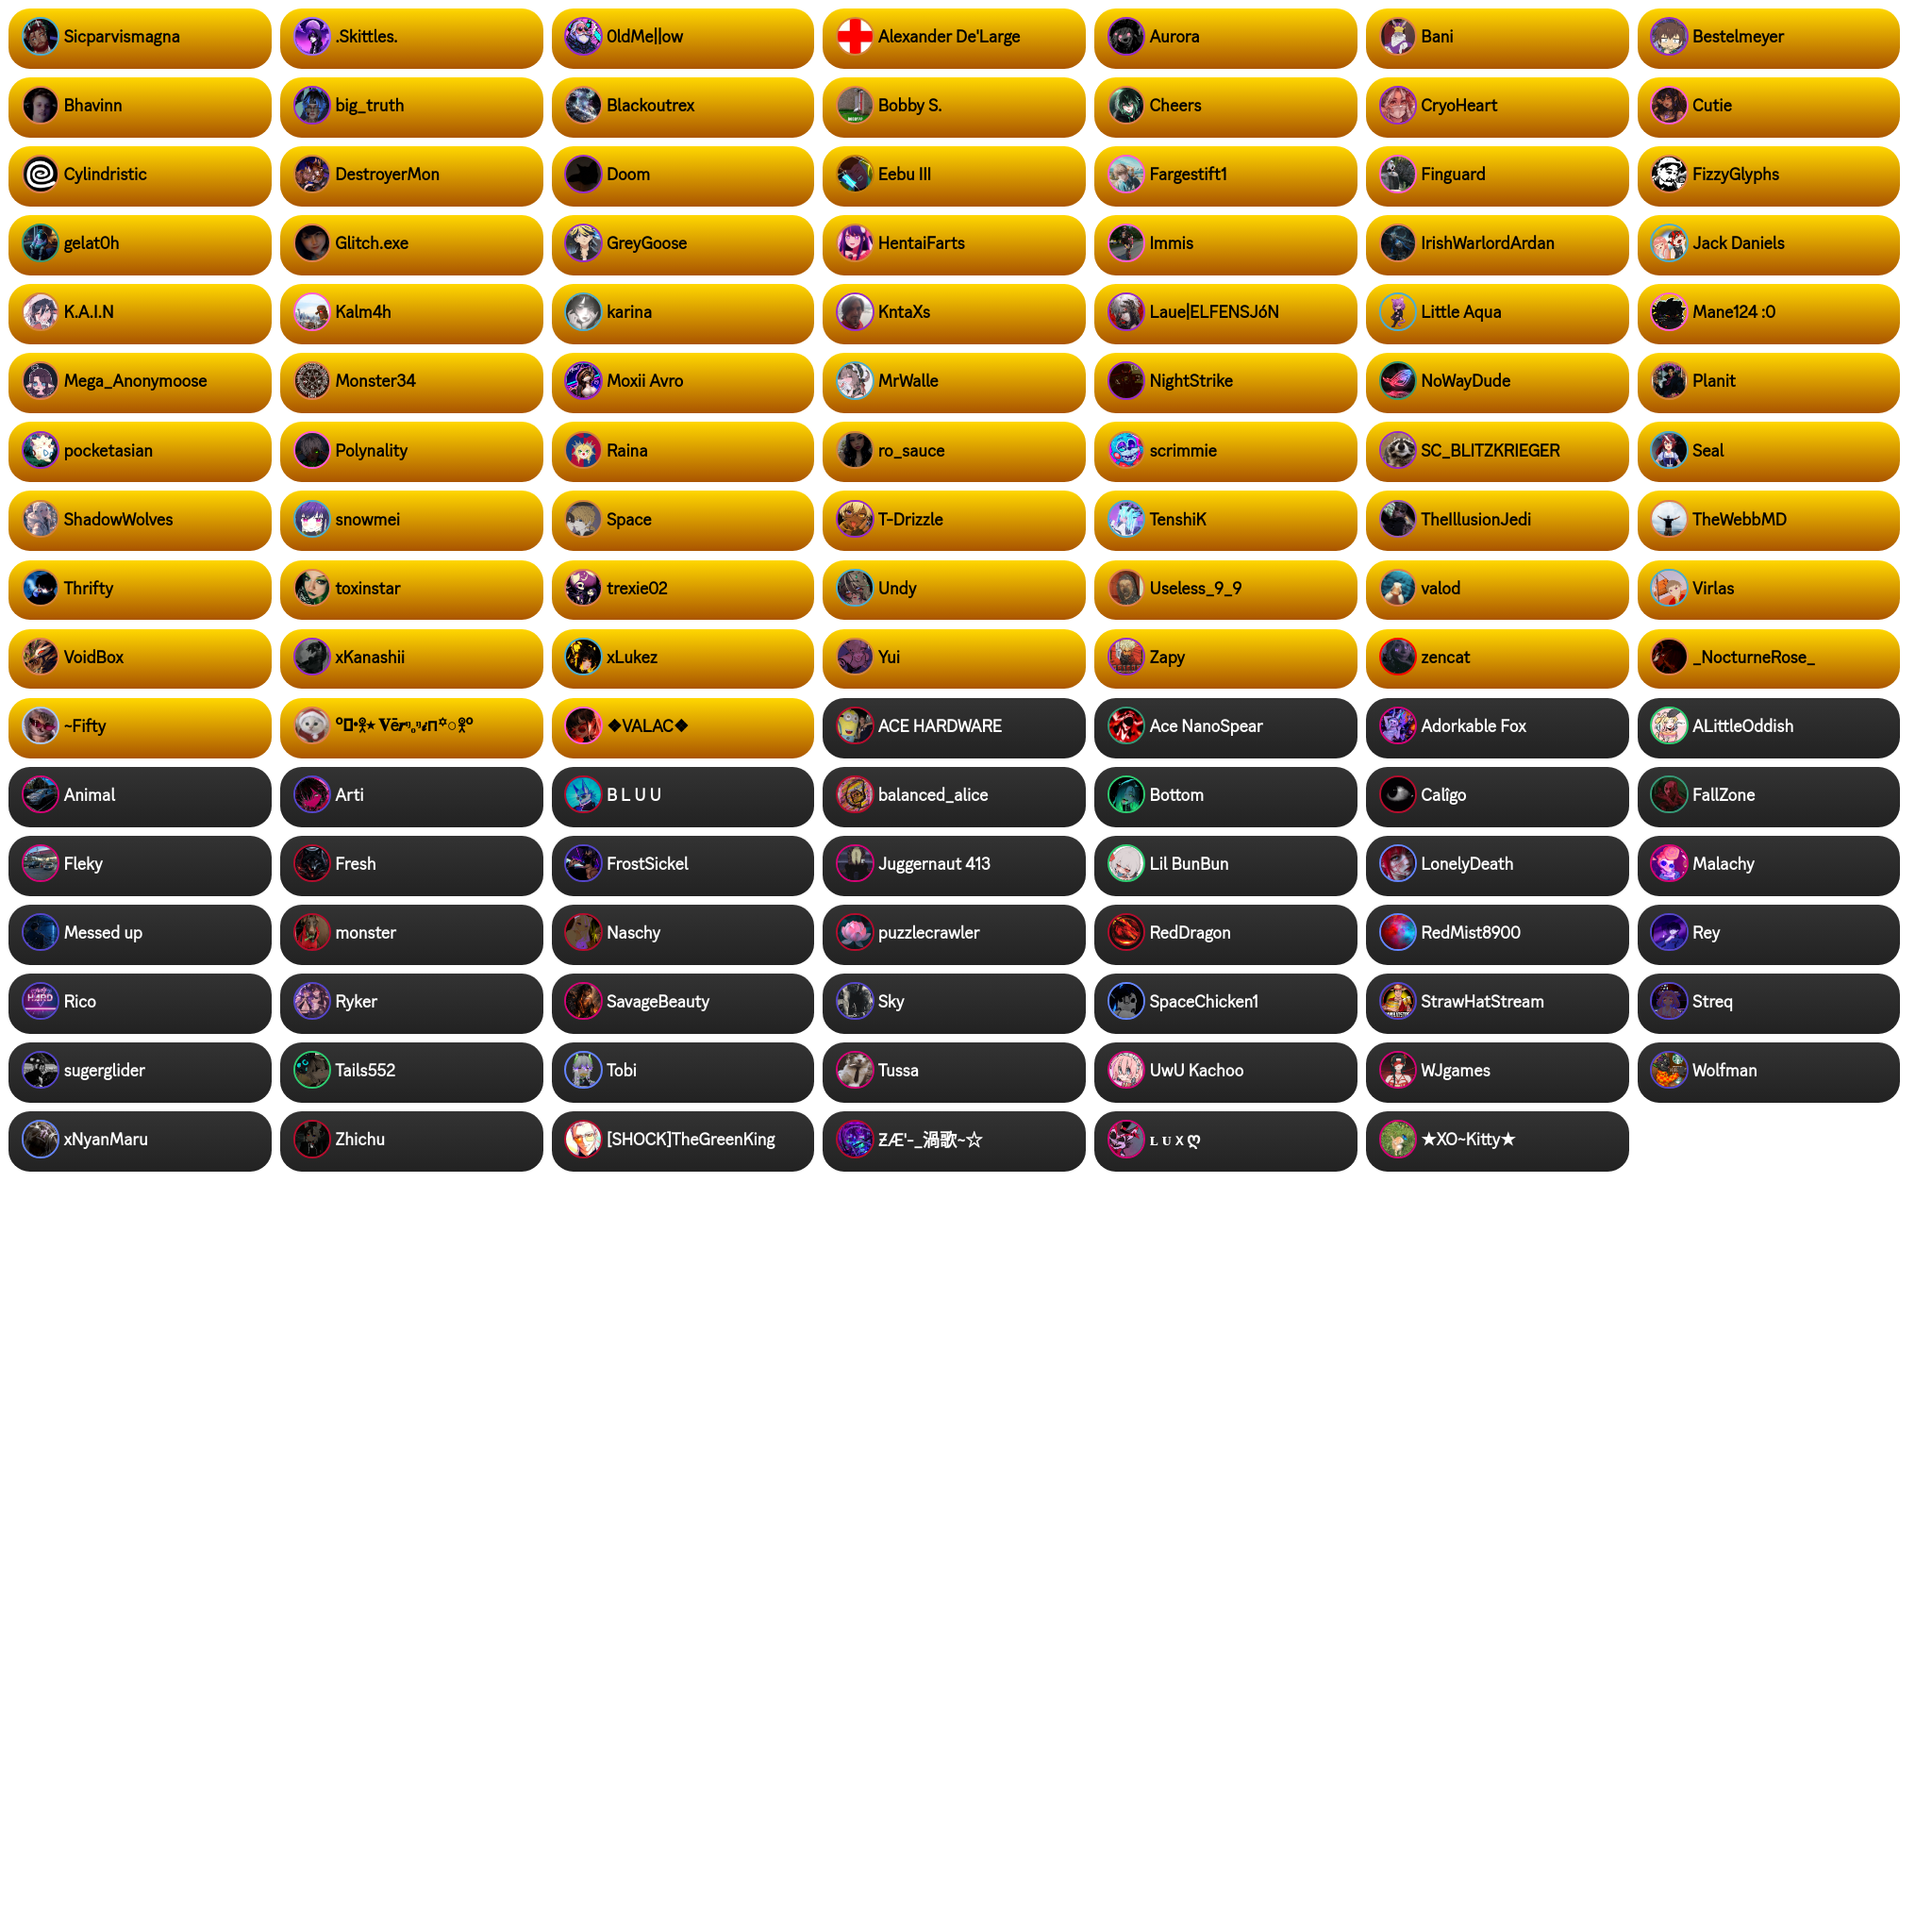 Sicparvismagna .Skittles. 0ldMe||ow Alexander De'Large Aurora Bani Bestelmeyer
Bhavinn big_truth Blackoutrex Bobby S. Cheers CryoHeart Cutie
Cylindristic DestroyerMon Doom Eebu III Fargestift1 Finguard FizzyGlyphs
gelat0h Glitch.exe GreyGoose HentaiFarts Immis IrishWarlordArdan Jack Daniels
K.A.I.N Kalm4h karina KntaXs Laue|ELFENSJóN Little Aqua Mane124 :0
Mega_Anonymoose Monster34 Moxii Avro MrWalle NightStrike NoWayDude Planit
pocketasian Polynality Raina ro_sauce scrimmie SC_BLITZKRIEGER Seal
ShadowWolves snowmei Space T-Drizzle TenshiK TheIllusionJedi TheWebbMD
Thrifty toxinstar trexie02 Undy Useless_9_9 valod Virlas
VoidBox xKanashii xLukez Yui Zapy zencat _NocturneRose_
~Fifty ◆VALAC◆ ACE HARDWARE Ace NanoSpear Adorkable Fox ALittleOddish
Animal Arti B L U U balanced_alice Bottom Calîgo FallZone
Fleky Fresh FrostSickel Juggernaut 413 Lil BunBun LonelyDeath Malachy
Messed up monster Naschy puzzlecrawler RedDragon RedMist8900 Rey
Rico Ryker SavageBeauty Sky SpaceChicken1 StrawHatStream Streq
sugerglider Tails552 Tobi Tussa UwU Kachoo WJgames Wolfman
xNyanMaru Zhichu [SHOCK]TheGreenKing ƵÆ'-_渦歌~☆ ʟ ᴜ x ღ ★XO~Kitty★